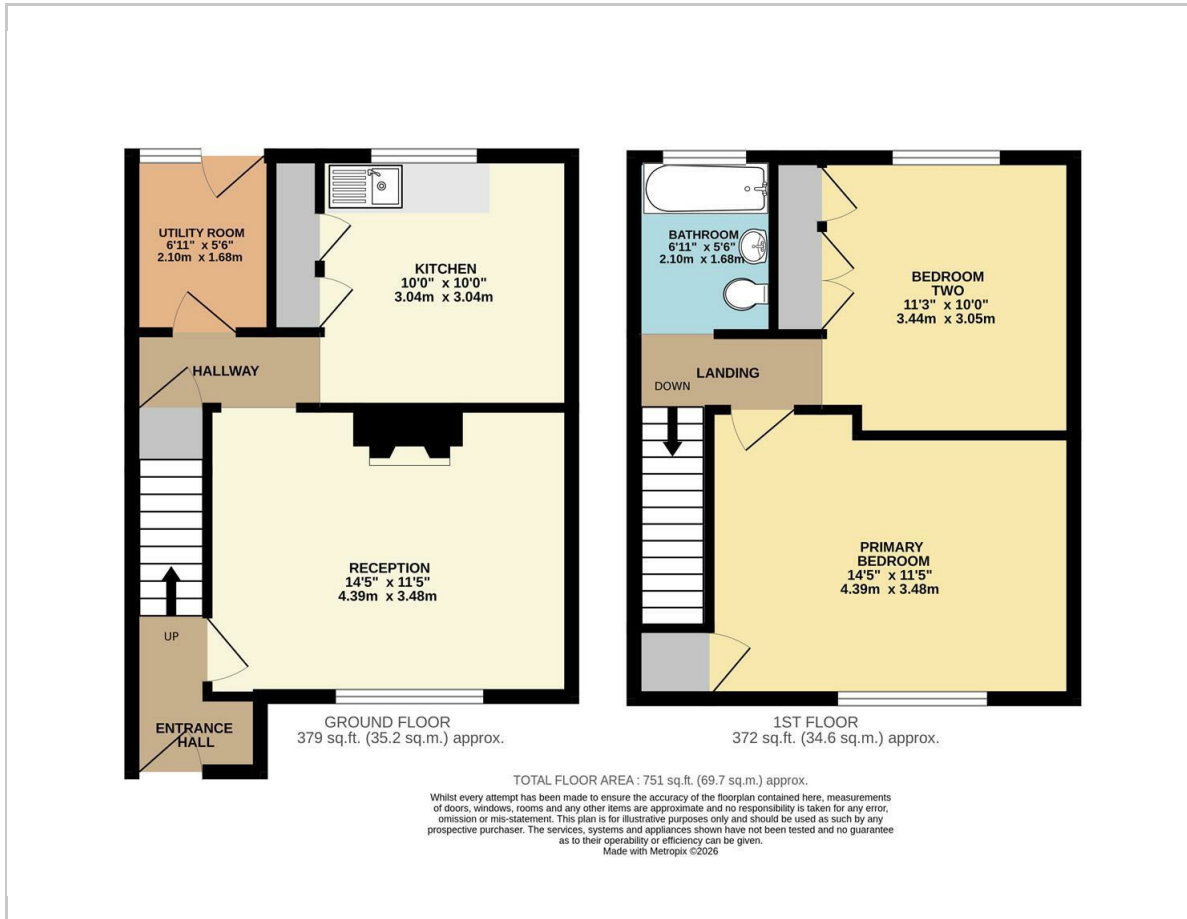 UTILITY ROOM
6'11" x 5'6"
2.10m x 1.68m
KITCHEN
10'0" x 10'0"
3.04m x 3.04m
HALLWAY
RECEPTION
14'5" x 11'5"
4.39m x 3.48m
UP
ENTRANCE
HALL
GROUND FLOOR
379 sq.ft. (35.2 sq.m.) approx.
BATHROOM
6'11" x 5'6"
2.10m x 1.68m
BEDROOM
TWO
11'3" x 10'0"
3.44m x 3.05m
LANDING
DOWN
PRIMARY
BEDROOM
14'5" x 11'5"
4.39m x 3.48m
1ST FLOOR
372 sq.ft. (34.6 sq.m.) approx.
TOTAL FLOOR AREA : 751 sq.ft. (69.7 sq.m.) approx.
Whilst every attempt has been made to ensure the accuracy of the floorplan contained here, measurements
of doors, windows, rooms and any other items are approximate and no responsibility is taken for any error,
omission or mis-statement. This plan is for illustrative purposes only and should be used as such by any
prospective purchaser. The services, systems and appliances shown have not been tested and no guarantee
as to their operability or efficiency can be given.
Made with Metropix ©2026